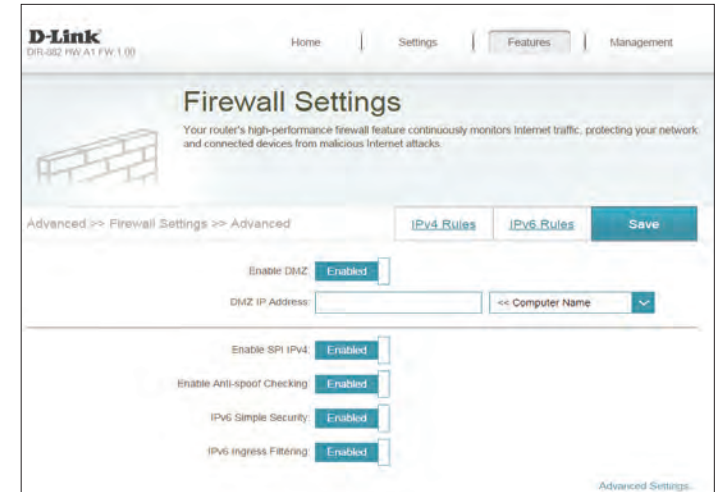 D-Link
DIR-882 HW:A1 FW:1.00
Home
Settings
Features
Management
Firewall Settings
Your router's high-performance firewall feature continuously monitors Internet traffic, protecting your network
and connected devices from malicious Internet attacks.
Advanced >> Firewall Settings >> Advanced
IPv4 Rules
IPv6 Rules
Save
Enable DMZ: Enabled
DMZ IP Address:
<< Computer Name
Enable SPI IPv4: Enabled
Enable Anti-spoof Checking: Enabled
IPv6 Simple Security: Enabled
IPv6 Ingress Filtering: Enabled
Advanced Settings...